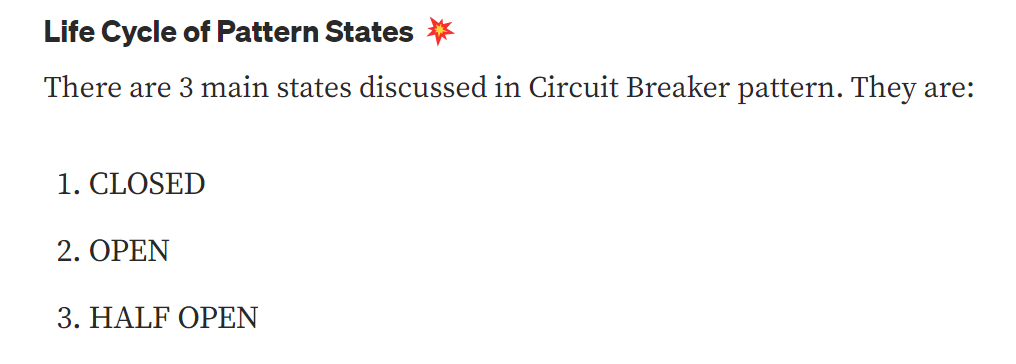 Life Cycle of Pattern States 💥
There are 3 main states discussed in Circuit Breaker pattern. They are:
1. CLOSED
2. OPEN
3. HALF OPEN